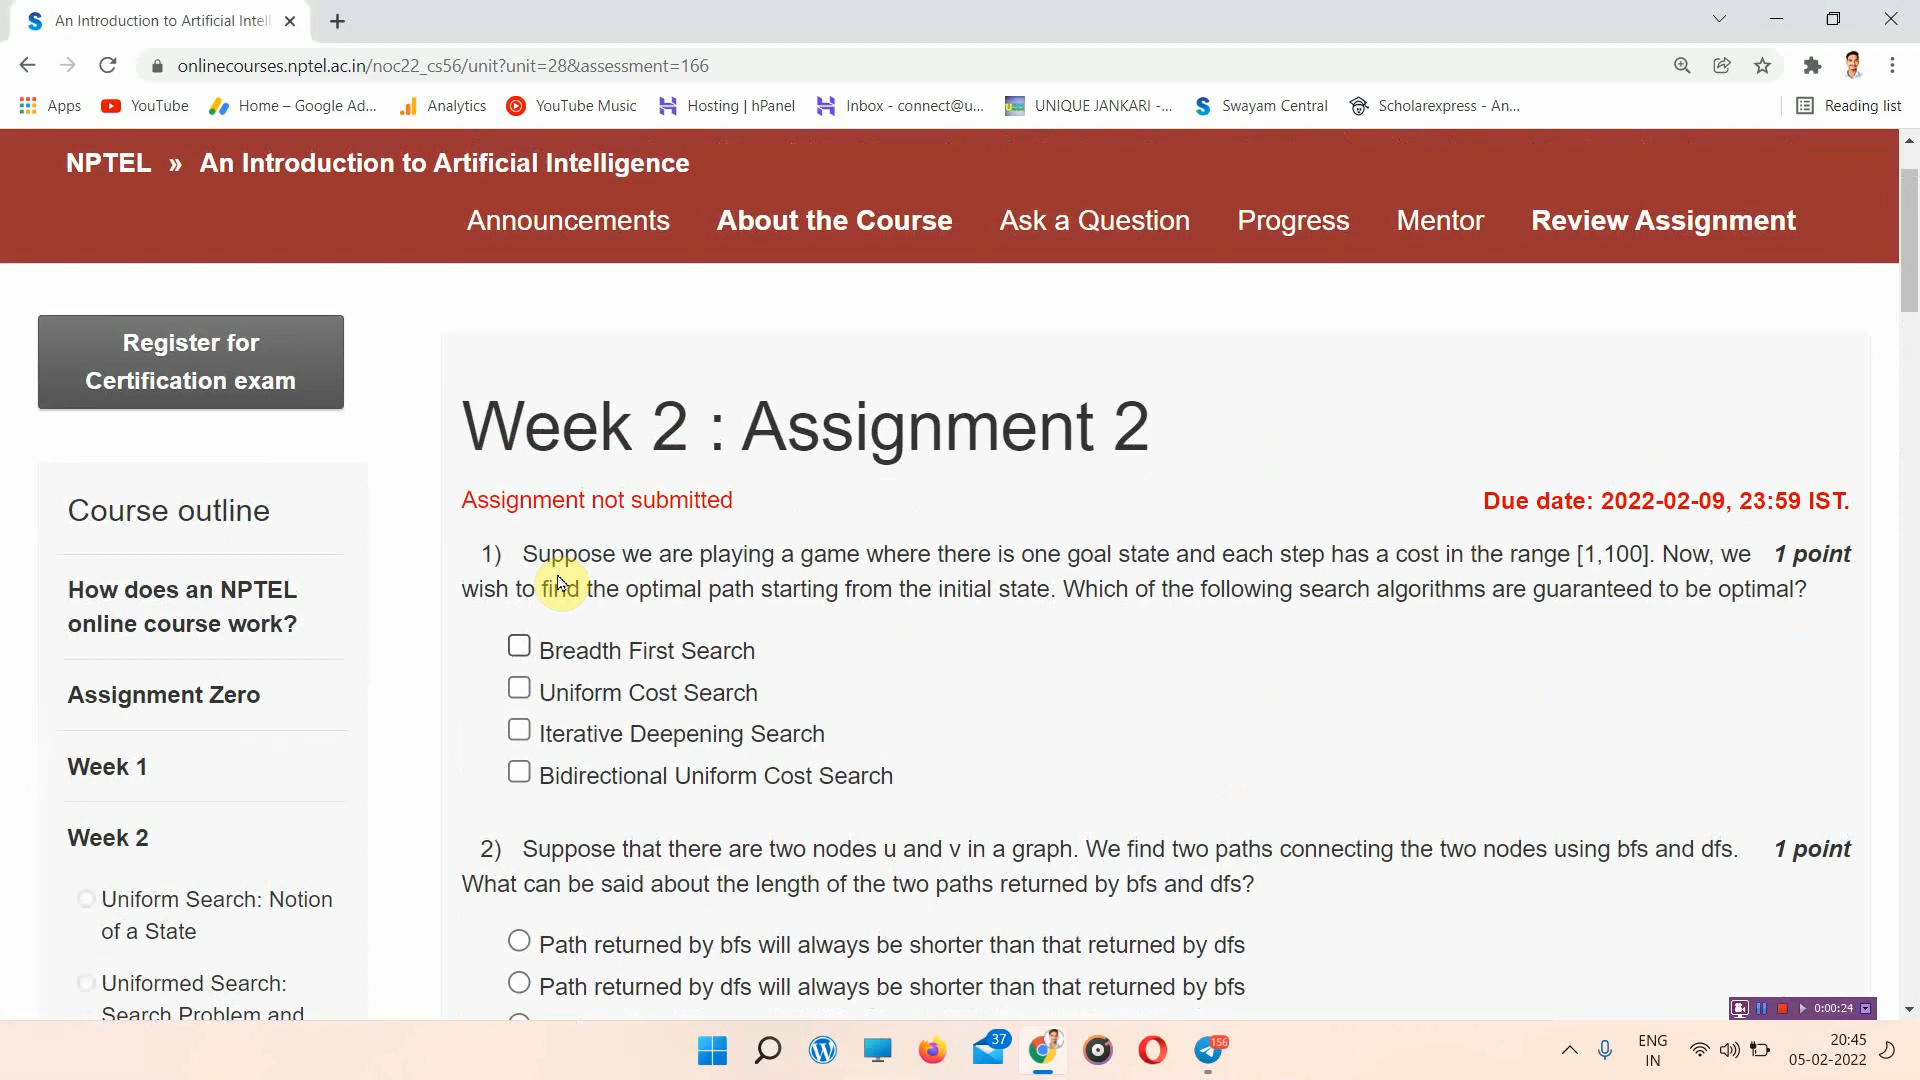 An Introduction to Artificial Intell
onlinecourses.nptel.ac.in/noc22_cs56/unit?unit=28&assessment=166
Apps YouTube Home – Google Ad... Analytics YouTube Music Hosting | hPanel Inbox - connect@u... UNIQUE JANKARI -... Swayam Central Scholarexpress - An... Reading list
NPTEL » An Introduction to Artificial Intelligence
Announcements About the Course Ask a Question Progress Mentor Review Assignment
Register for
Certification exam
Course outline
How does an NPTEL
online course work?
Assignment Zero
Week 1
Week 2
Uniform Search: Notion
of a State
Uniformed Search:
Search Problem and
Week 2 : Assignment 2
Assignment not submitted Due date: 2022-02-09, 23:59 IST.
1) Suppose we are playing a game where there is one goal state and each step has a cost in the range [1,100]. Now, we 1 point
wish to find the optimal path starting from the initial state. Which of the following search algorithms are guaranteed to be optimal?
Breadth First Search
Uniform Cost Search
Iterative Deepening Search
Bidirectional Uniform Cost Search
2) Suppose that there are two nodes u and v in a graph. We find two paths connecting the two nodes using bfs and dfs. 1 point
What can be said about the length of the two paths returned by bfs and dfs?
Path returned by bfs will always be shorter than that returned by dfs
Path returned by dfs will always be shorter than that returned by bfs
0:00:24
37
156
ENG
IN
20:45
05-02-2022